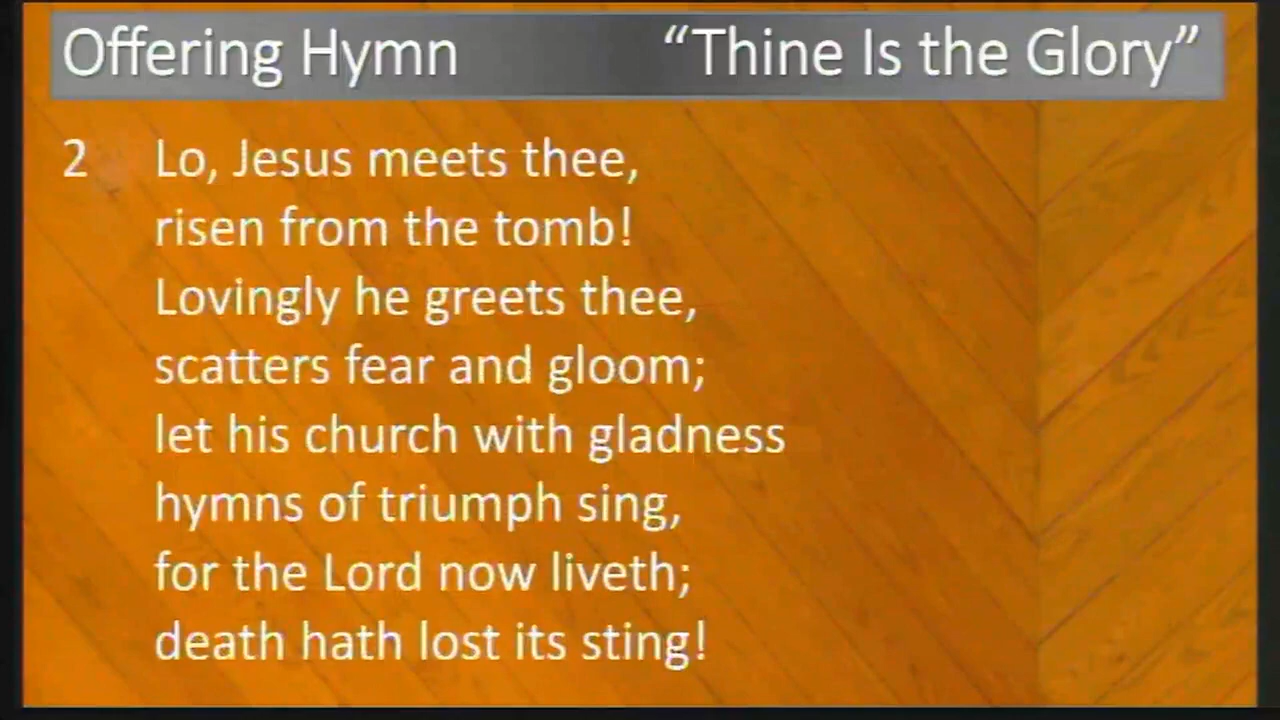 Offering Hymn “Thine Is the Glory”
2 Lo, Jesus meets thee,
risen from the tomb!
Lovingly he greets thee,
scatters fear and gloom;
let his church with gladness
hymns of triumph sing,
for the Lord now liveth;
death hath lost its sting!